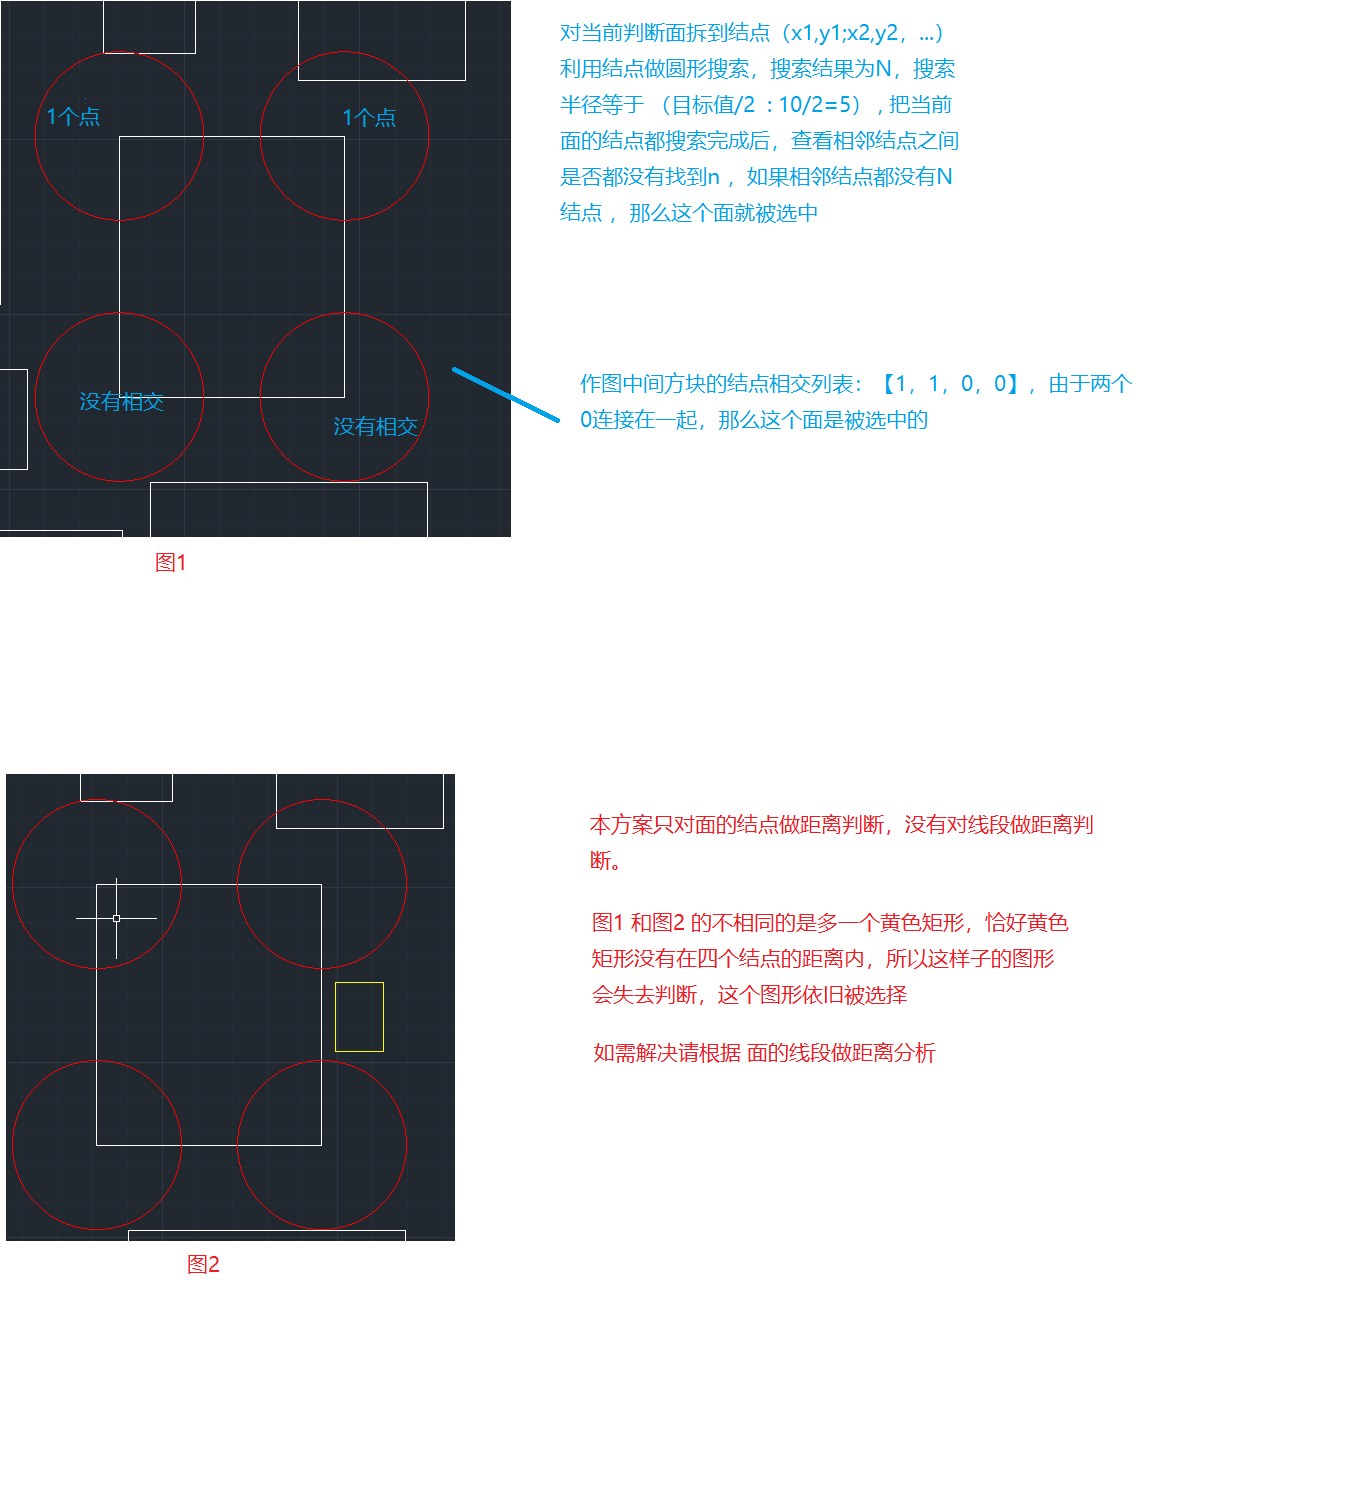 对当前判断面拆到结点（x1,y1;x2,y2，...）
利用结点做圆形搜索，搜索结果为N，搜索
半径等于 （目标值/2 ：10/2=5），把当前
面的结点都搜索完成后，查看相邻结点之间
是否都没有找到n ，如果相邻结点都没有N
结点 ，那么这个面就被选中
1个点
1个点
作图中间方块的结点相交列表：【1，1，0，0】，由于两个
0连接在一起，那么这个面是被选中的
没有相交
没有相交
图1
本方案只对面的结点做距离判断，没有对线段做距离判
断。
图1 和图2 的不相同的是多一个黄色矩形，恰好黄色
矩形没有在四个结点的距离内，所以这样子的图形
会失去判断，这个图形依旧被选择
如需解决请根据 面的线段做距离分析
图2